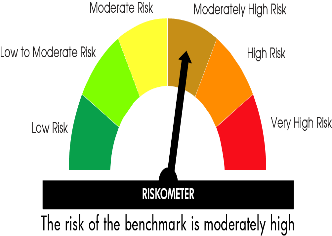 Moderate Risk
Moderately High Risk
Low to Moderate Risk
High Risk
Low Risk
Very High Risk
RISKOMETER
The risk of the benchmark is moderately high